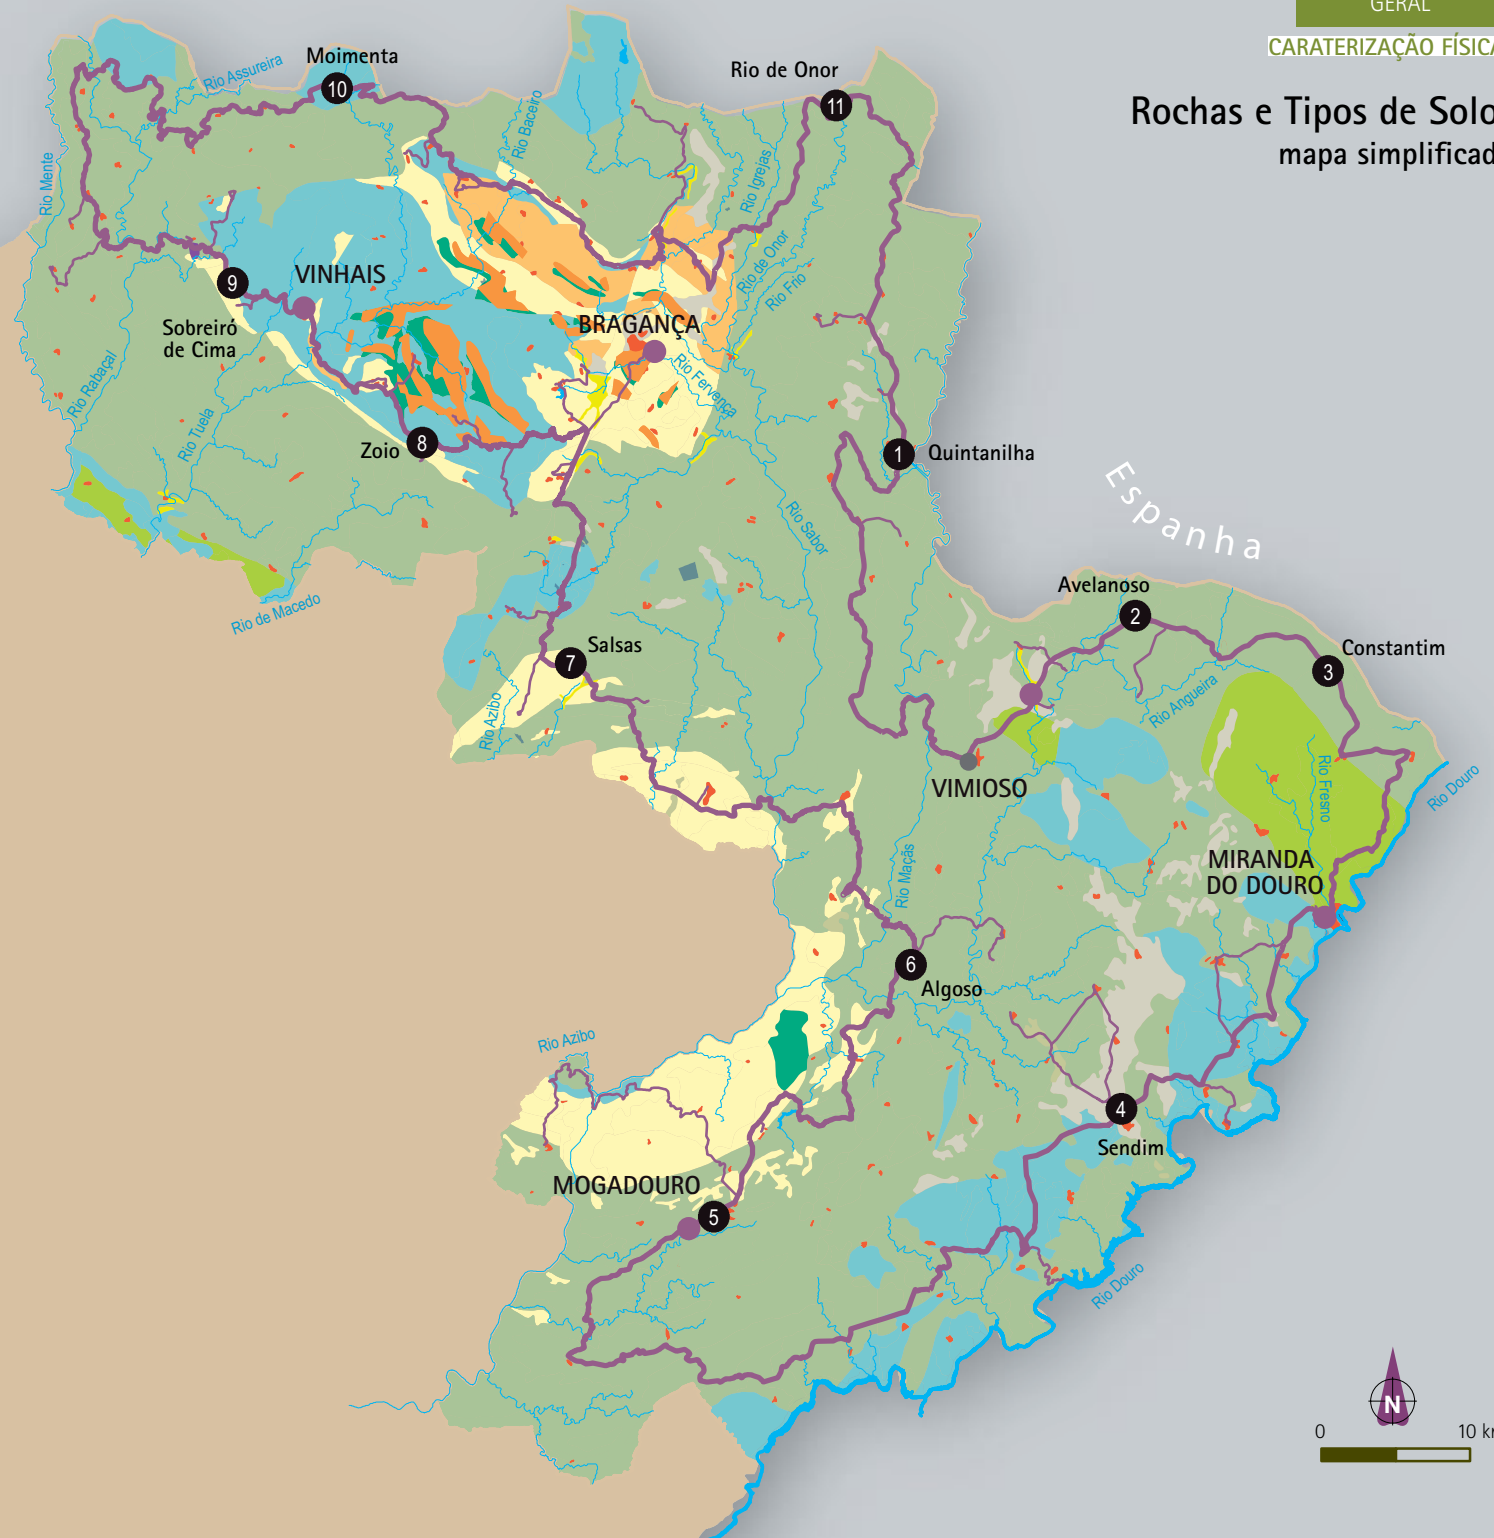 GERAL
CARATERIZAÇÃO FÍSICA
Rochas e Tipos de Solo
mapa simplificad
Moimenta
10
Rio Assureira
Rio de Onor
11
Rio Baceiro
Rio Mente
Rio Igrejas
Rio de Onor
Rio Frio
9
VINHAIS
Sobreiró
de Cima
BRAGANÇA
Rio Fervença
Rio Rabaçal
Rio Tuela
Zoio
8
1
Quintanilha
Espanha
Rio Sabor
Rio de Macedo
Avelanoso
2
Salsas
7
Constantim
3
Rio Azibo
Rio Angueira
Rio Fresno
Rio Douro
VIMIOSO
Rio Maçãs
MIRANDA
DO DOURO
6
Algoso
Rio Azibo
4
Sendim
MOGADOURO
5
Rio Douro
N
0
10 km